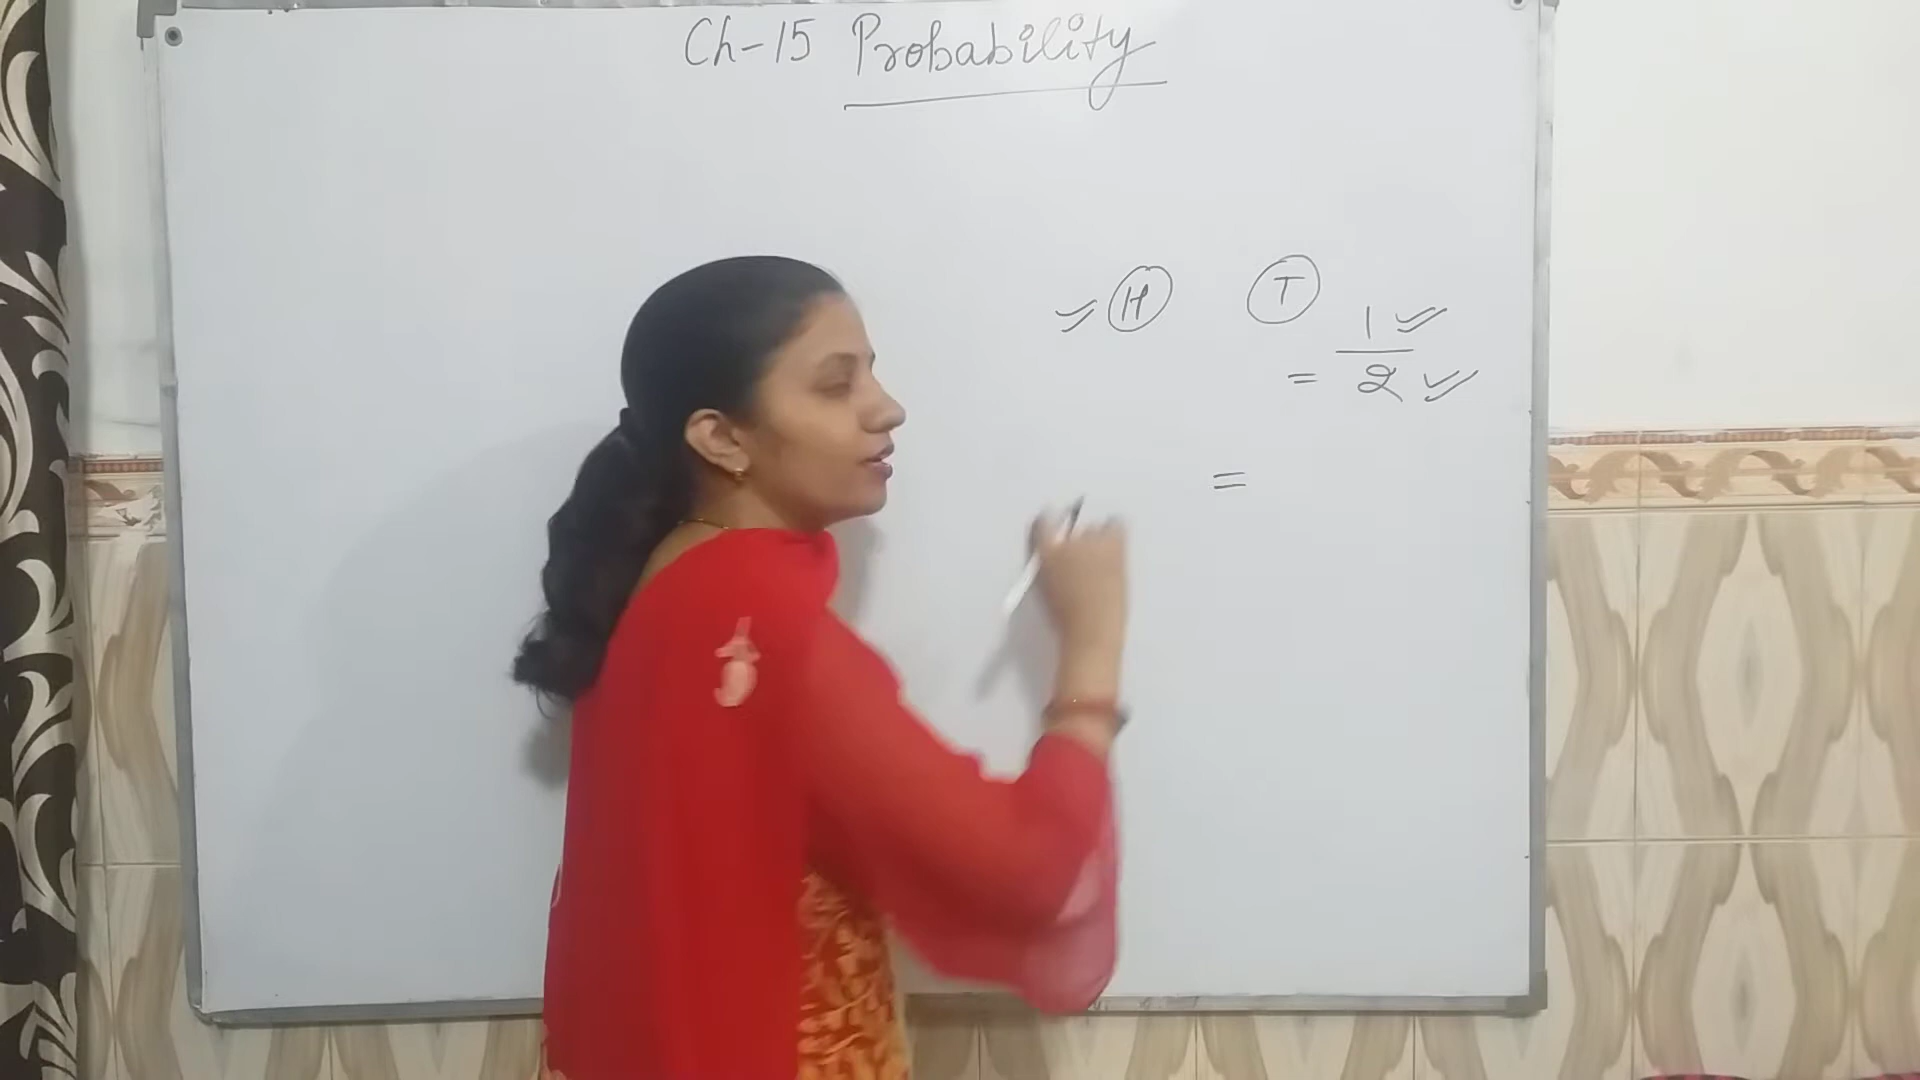 Ch-15 Probability
H T
1
= 2
=